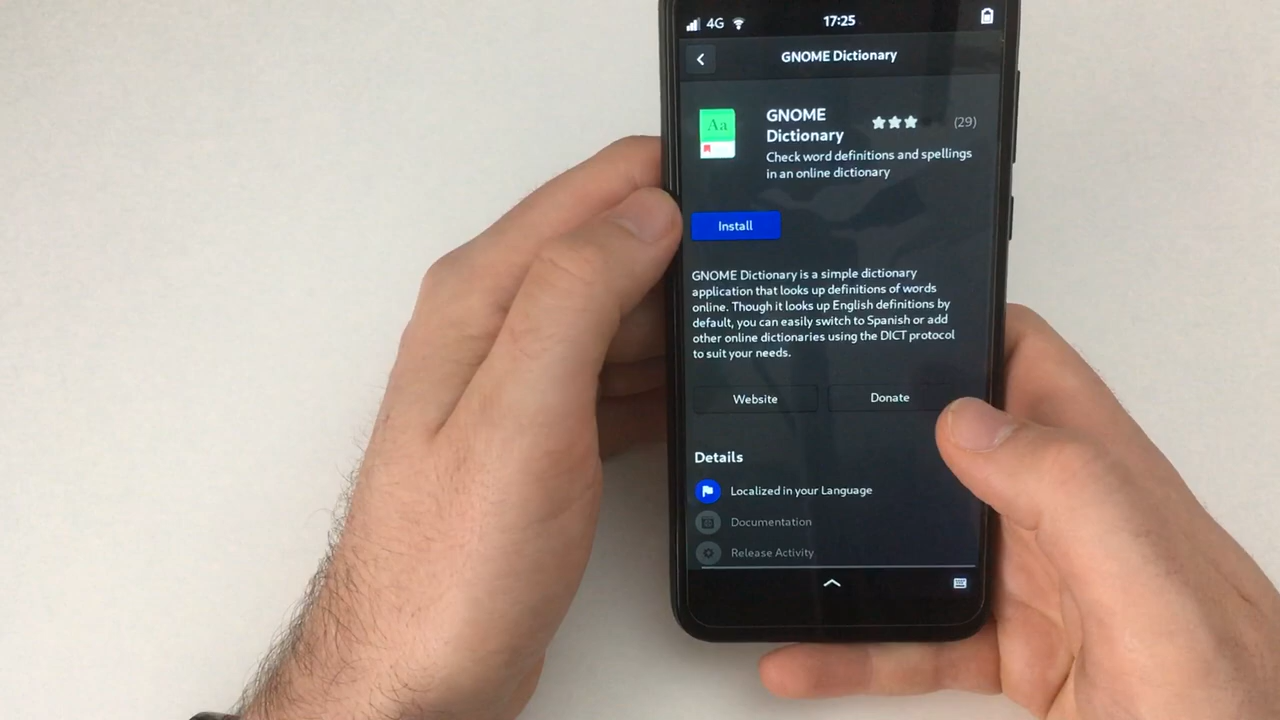 4G 17:25
GNOME Dictionary
Aa
GNOME
Dictionary
(29)
Check word definitions and spellings
in an online dictionary
Install
GNOME Dictionary is a simple dictionary
application that looks up definitions of words
online. Though it looks up English definitions by
default, you can easily switch to Spanish or add
other online dictionaries using the DICT protocol
to suit your needs.
Website Donate
Details
Localized in your Language
Documentation
Release Activity